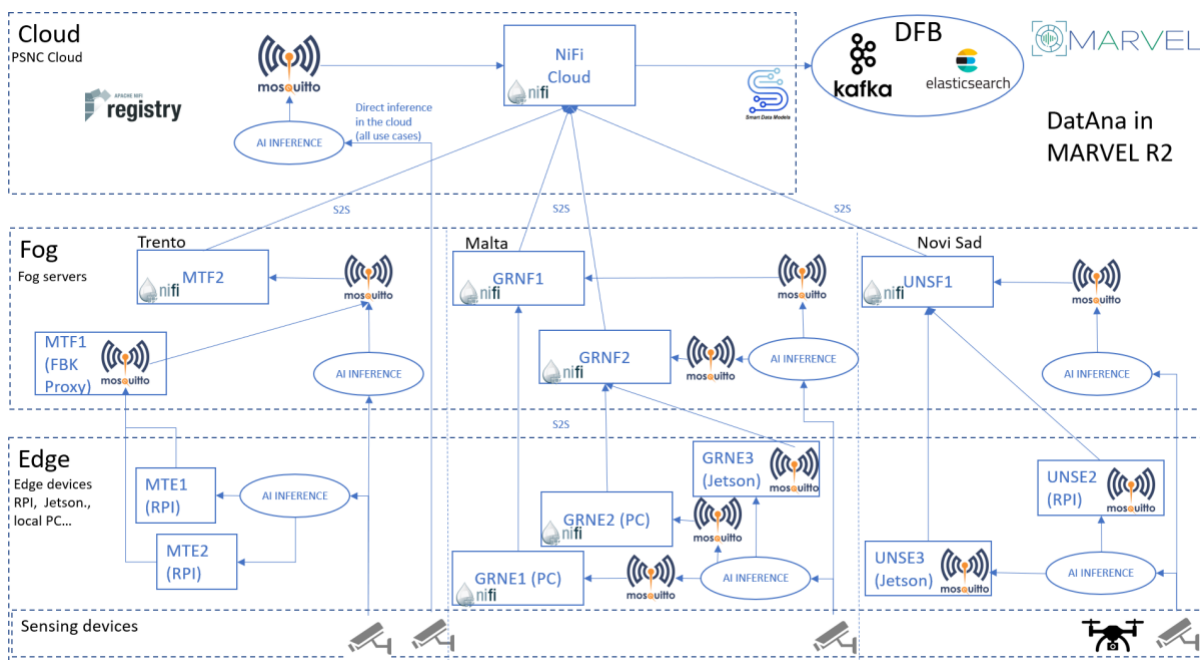 Cloud
PSNC Cloud
APACHE NIFI
registry
mosquitto
AI INFERENCE
Direct inference
in the cloud
(all use cases)
NiFi
Cloud
nifi
Smart Data Models
DFB
kafka
elasticsearch
MARVEL
DatAna in
MARVEL R2
S2S
S2S
S2S
Fog
Fog servers
Trento
MTF2
nifi
mosquitto
MTF1
(FBK
Proxy)
mosquitto
AI INFERENCE
Malta
GRNF1
nifi
mosquitto
GRNF2
nifi
mosquitto
AI INFERENCE
Novi Sad
UNSF1
nifi
mosquitto
AI INFERENCE
S2S
Edge
Edge devices
RPI, Jetson.,
local PC...
MTE1
(RPI)
AI INFERENCE
MTE2
(RPI)
GRNE3
(Jetson)
mosquitto
GRNE2 (PC)
nifi
mosquitto
GRNE1 (PC)
nifi
mosquitto
AI INFERENCE
UNSE2
(RPI)
mosquitto
UNSE3
(Jetson)
mosquitto
AI INFERENCE
Sensing devices